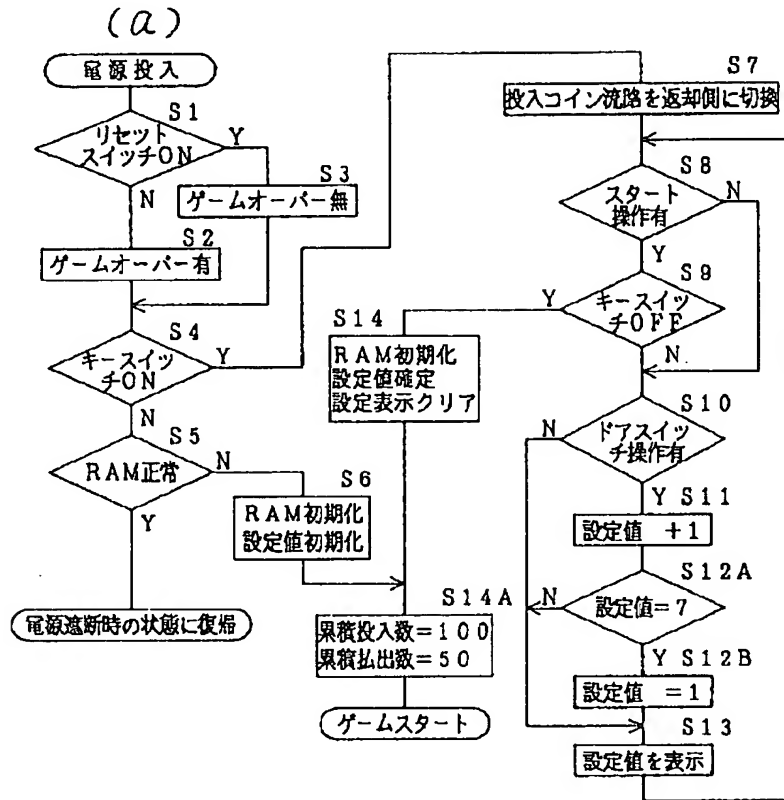 (a)
電源投入
S1
リセット
スイッチON
Y
N
S3
ゲームオーバー無
S2
ゲームオーバー有
S4
キースイッ
チON
Y
N
S5
RAM正常
N
Y
S6
RAM初期化
設定値初期化
電源遮断時の状態に復帰
S14
RAM初期化
設定値確定
設定表示クリア
S14A
累積投入数=100
累積払出数=50
ゲームスタート
S7
投入コイン流路を返却側に切換
S8
スタート
操作有
N
Y
S9
キースイッ
チOFF
Y
N
S10
ドアスイッ
チ操作有
N
Y S11
設定値 +1
S12A
設定値=7
N
Y S12B
設定値 =1
S13
設定値を表示